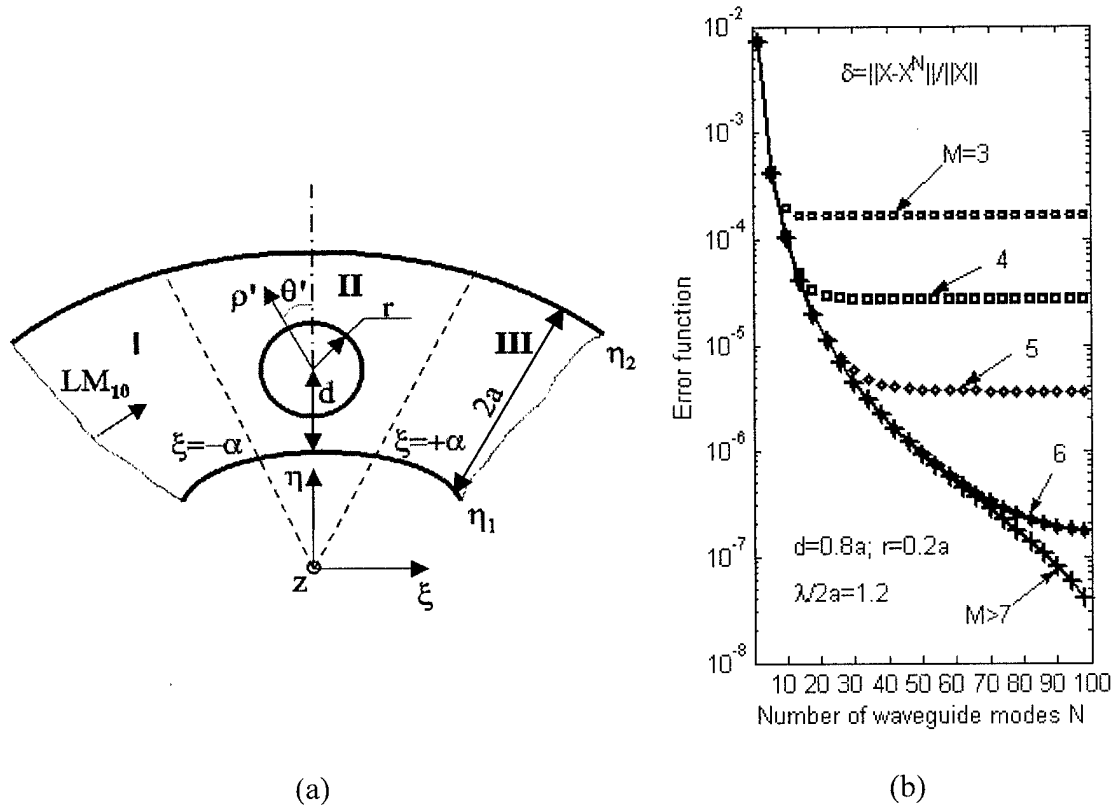 I
II
III
ρ'
θ'
r
d
2a
η₂
η₁
LM₁₀
ξ=−α
ξ=+α
η
z
ξ
(a)
10⁻²
10⁻³
10⁻⁴
10⁻⁵
10⁻⁶
10⁻⁷
10⁻⁸
Error function
δ=||X-X^N||/||X||
M=3
4
5
6
d=0.8a; r=0.2a
λ/2a=1.2
M>7
10 20 30 40 50 60 70 80 90 100
Number of waveguide modes N
(b)